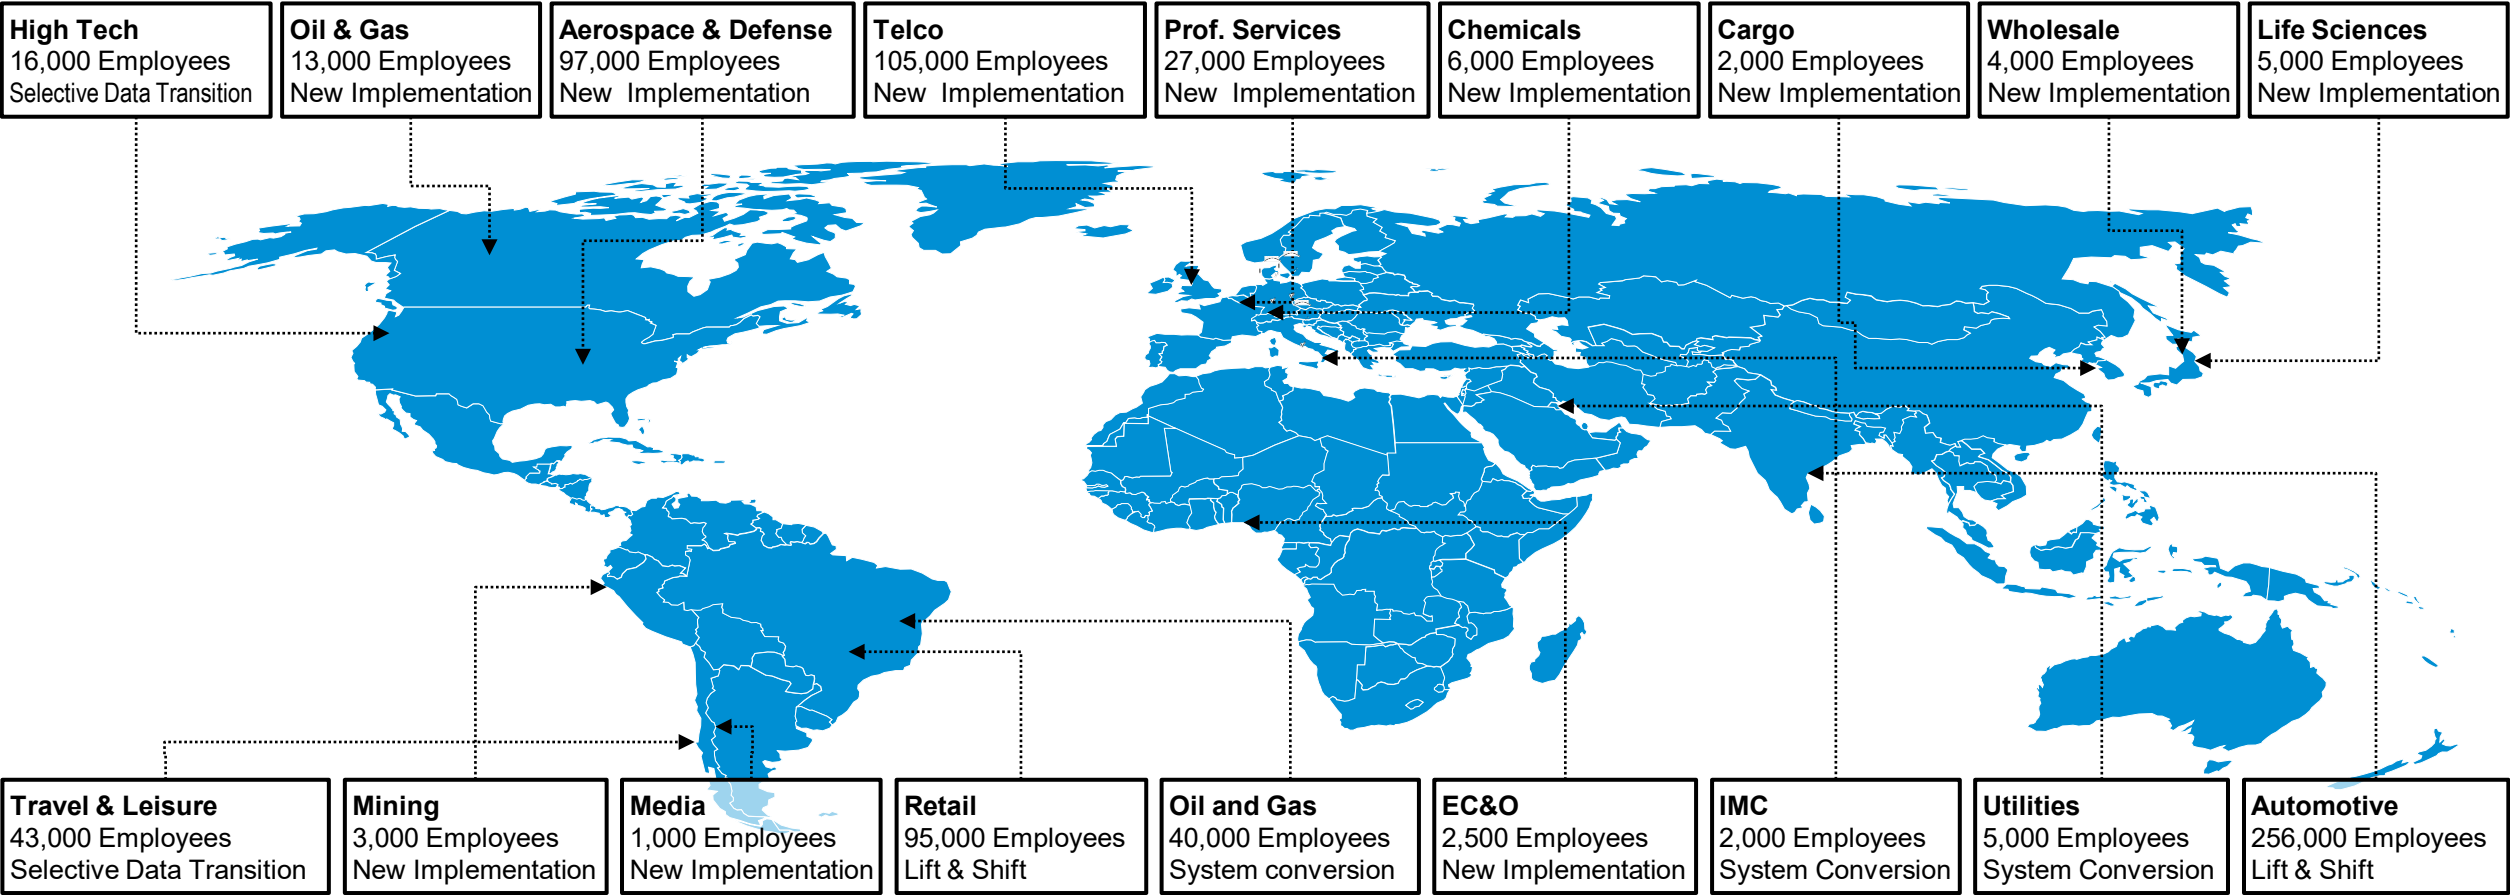 High Tech
16,000 Employees
Selective Data Transition
Oil & Gas
13,000 Employees
New Implementation
Aerospace & Defense
97,000 Employees
New Implementation
Telco
105,000 Employees
New Implementation
Prof. Services
27,000 Employees
New Implementation
Chemicals
6,000 Employees
New Implementation
Cargo
2,000 Employees
New Implementation
Wholesale
4,000 Employees
New Implementation
Life Sciences
5,000 Employees
New Implementation
Travel & Leisure
43,000 Employees
Selective Data Transition
Mining
3,000 Employees
New Implementation
Media
1,000 Employees
New Implementation
Retail
95,000 Employees
Lift & Shift
Oil and Gas
40,000 Employees
System conversion
EC&O
2,500 Employees
New Implementation
IMC
2,000 Employees
System Conversion
Utilities
5,000 Employees
System Conversion
Automotive
256,000 Employees
Lift & Shift